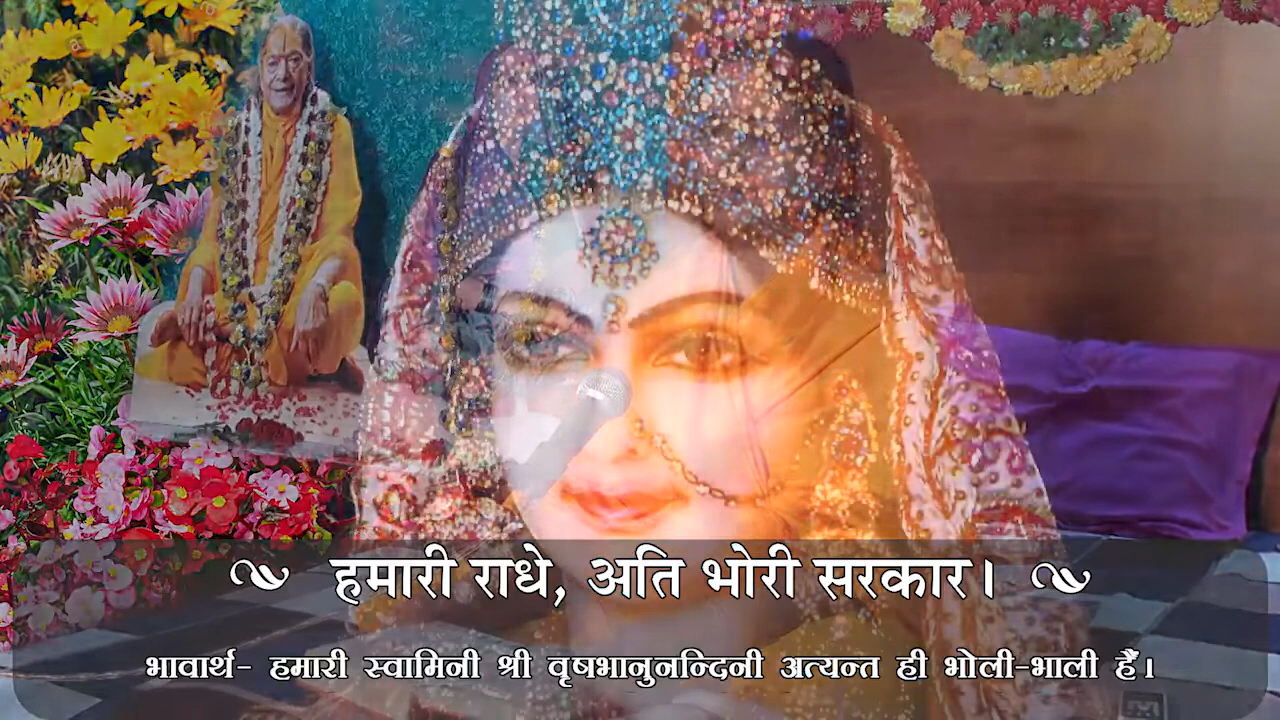 हमारी राधे, अति भोरी सरकार।
भावार्थ- हमारी स्वामिनी श्री वृषभानुनन्दिनी अत्यन्त ही भोली-भाली हैं।